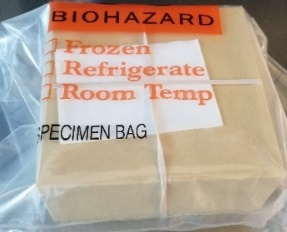 BIOHAZARD
Frozen
Refrigerate
Room Temp
SPECIMEN BAG